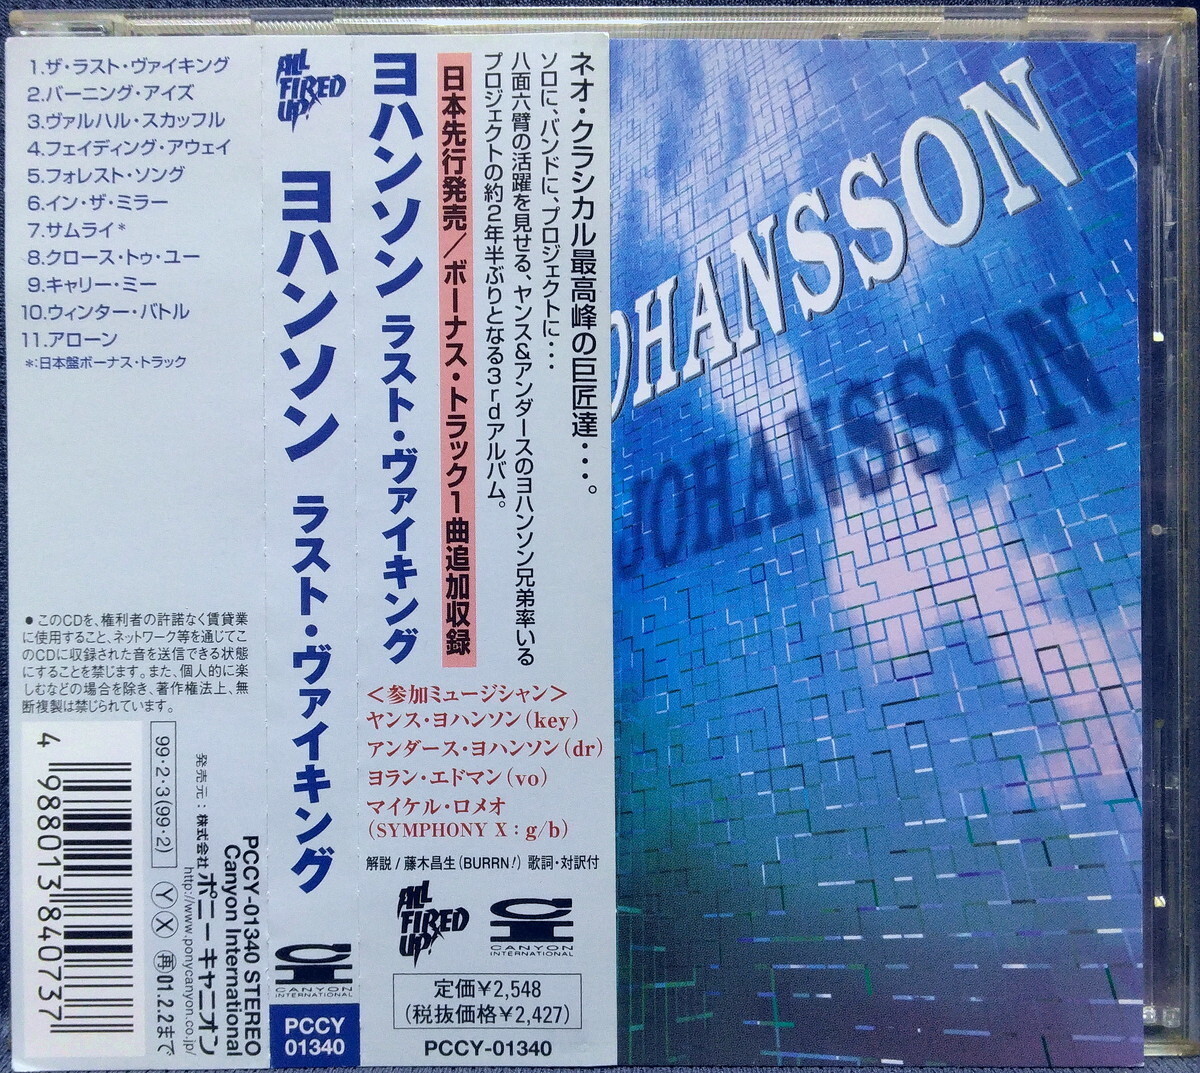 1.ザ・ラスト・ヴァイキング
2.バーニング・アイズ
3.ヴァルハル・スカッフル
4.フェイディング・アウェイ
5.フォレスト・ソング
6.イン・ザ・ミラー
7.サムライ*
8.クロース・トゥ・ユー
9.キャリー・ミー
10.ウィンター・バトル
11.アローン
*:日本盤ボーナス・トラック
●このCDを、権利者の許諾なく賃貸業
に使用すること、ネットワーク等を通じてこ
のCDに収録された音を送信できる状態
にすることを禁じます。また、個人的に楽
しむなどの場合を除き、著作権法上、無
断複製は禁じられています。
4 988013 840737
99・2・3(99・2)
Ⓨ Ⓧ ㊢01.2.2まで
発売元：株式会社ポニーキャニオン
http://www.ponycanyon.co.jp/
PCCY-01340 STEREO
Canyon International
ALL FIRED UP!
ヨハンソン ラスト・ヴァイキング
CANYON
INTERNATIONAL
PCCY
01340
ヨハンソン ラスト・ヴァイキング
日本先行発売/ボーナス・トラック1曲追加収録
ネオ・クラシカル最高峰の巨匠達・・・。
ソロに、バンドに、プロジェクトに・・・
八面六臂の活躍を見せる、ヤンス&アンダースのヨハンソン兄弟率いる
プロジェクトの約2年半ぶりとなる3rdアルバム。
<参加ミュージシャン>
ヤンス・ヨハンソン(key)
アンダース・ヨハンソン(dr)
ヨラン・エドマン(vo)
マイケル・ロメオ
(SYMPHONY X：g/b)
解説/藤木昌生(BURRN!) 歌詞・対訳付
ALL FIRED UP!
CANYON
INTERNATIONAL
定価¥2,548
(税抜価格¥2,427)
PCCY-01340
OHANSSON
JOHANSSON